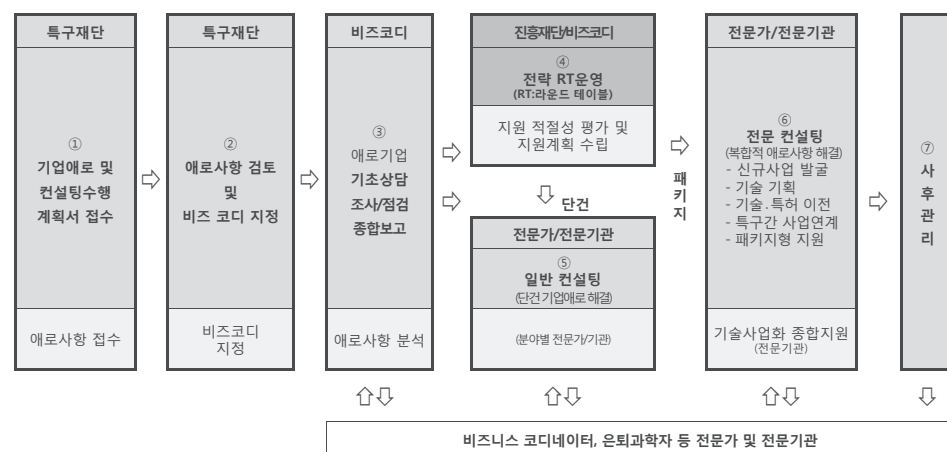 특구재단
①
기업애로 및
컨설팅수행
계획서 접수
애로사항 접수
특구재단
②
애로사항 검토
및
비즈 코디 지정
비즈코디
지정
비즈코디
③
애로기업
기초상담
조사/점검
종합보고
애로사항 분석
진흥재단/비즈코디
④
전략 RT운영
(RT:라운드 테이블)
지원 적절성 평가 및
지원계획 수립
단건
전문가/전문기관
⑤
일반 컨설팅
(단건 기업애로 해결)
(분야별 전문가/기관)
패
키
지
전문가/전문기관
⑥
전문 컨설팅
(복합적 애로사항 해결)
- 신규사업 발굴
- 기술 기획
- 기술.특허 이전
- 특구간 사업연계
- 패키지형 지원
기술사업화 종합지원
(전문기관)
⑦
사
후
관
리
비즈니스 코디네이터, 은퇴과학자 등 전문가 및 전문기관